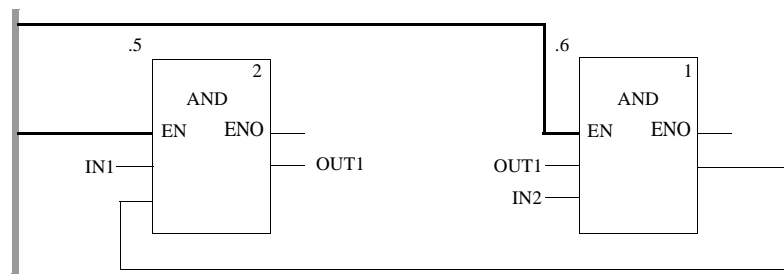 .5
.6
2
1
AND
AND
EN ENO
EN ENO
IN1
OUT1
OUT1
IN2